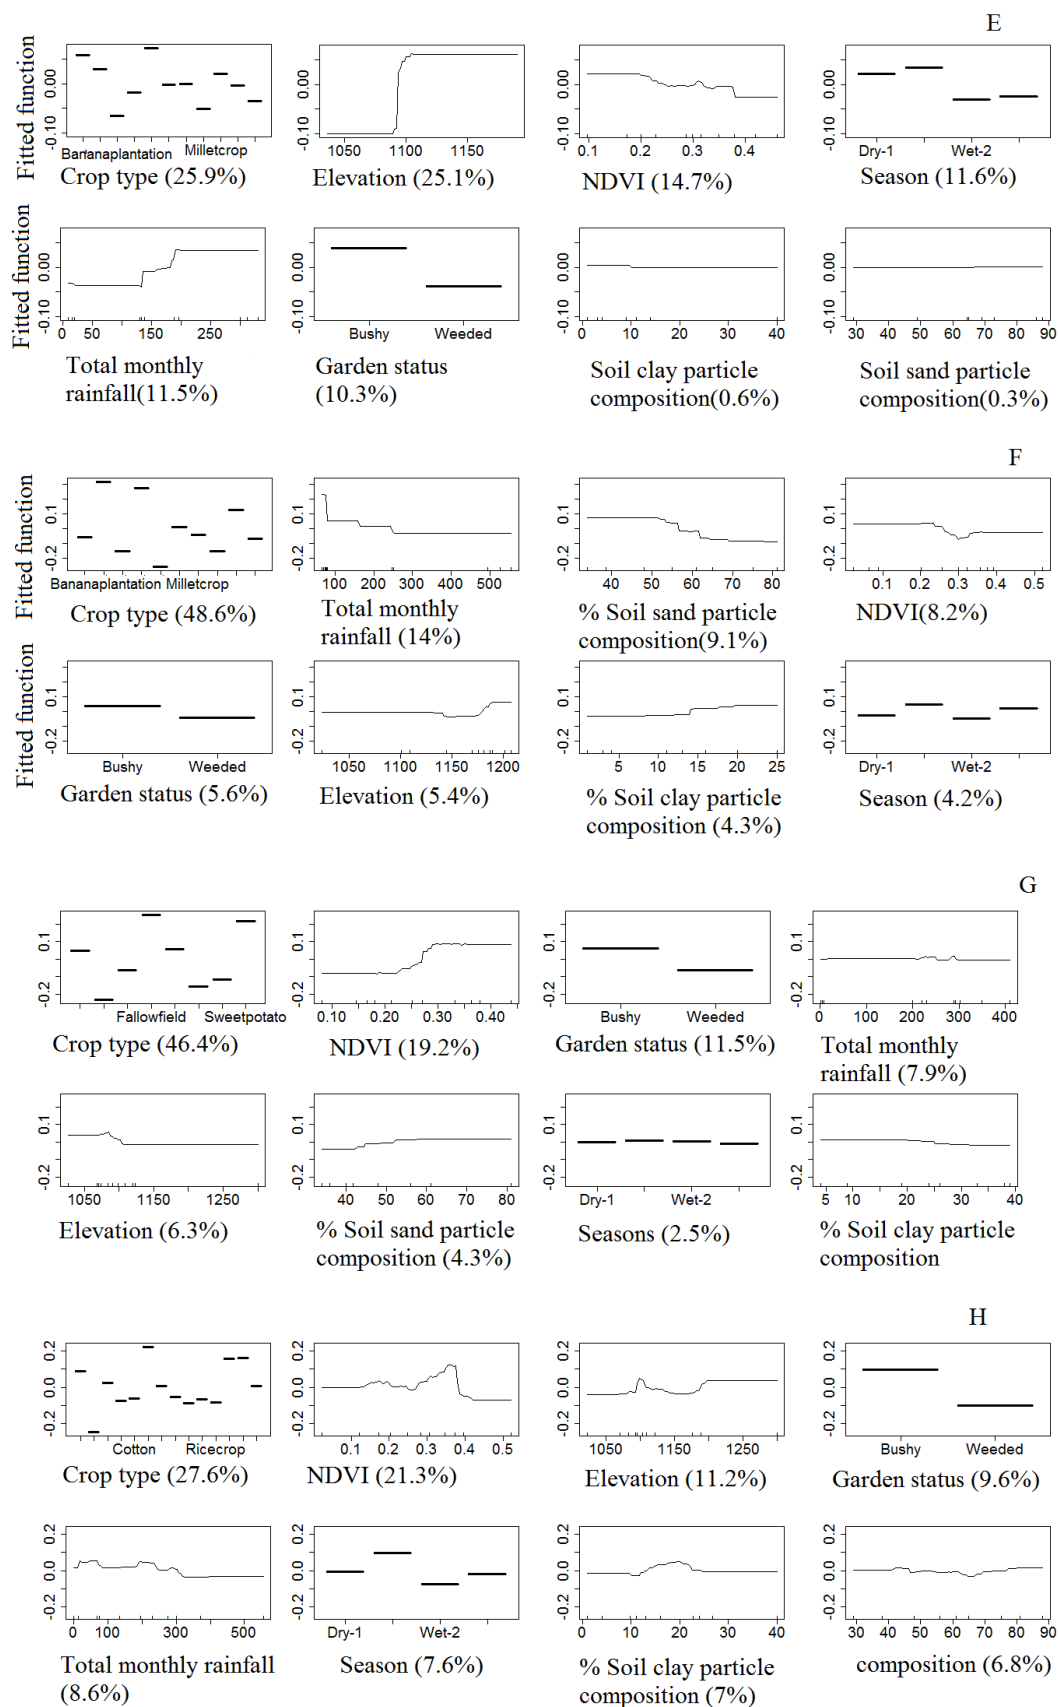 E
Fitted function
0.00
-0.10
Bananaplantation Milletcrop
Crop type (25.9%)
1050 1100 1150
Elevation (25.1%)
0.00
-0.10
0.1 0.2 0.3 0.4
NDVI (14.7%)
0.00
-0.10
Dry-1 Wet-2
Season (11.6%)
0.00
-0.10
Fitted function
0.00
-0.10
0 50 150 250
Total monthly
rainfall(11.5%)
0.00
-0.10
Bushy Weeded
Garden status
(10.3%)
0.00
-0.10
0 10 20 30 40
Soil clay particle
composition(0.6%)
0.00
-0.10
30 40 50 60 70 80 90
Soil sand particle
composition(0.3%)
F
Fitted function
0.1
-0.2
Bananaplantation Milletcrop
Crop type (48.6%)
0.1
-0.2
100 200 300 400 500
Total monthly
rainfall (14%)
0.1
-0.2
40 50 60 70 80
% Soil sand particle
composition(9.1%)
0.1
-0.2
0.1 0.2 0.3 0.4 0.5
NDVI(8.2%)
Fitted function
0.1
-0.2
Bushy Weeded
Garden status (5.6%)
0.1
-0.2
1050 1100 1150 1200
Elevation (5.4%)
0.1
-0.2
5 10 15 20 25
% Soil clay particle
composition (4.3%)
0.1
-0.2
Dry-1 Wet-2
Season (4.2%)
G
0.1
-0.2
Fallowfield Sweetpotato
Crop type (46.4%)
0.1
-0.2
0.10 0.20 0.30 0.40
NDVI (19.2%)
0.1
-0.2
Bushy Weeded
Garden status (11.5%)
0.1
-0.2
0 100 200 300 400
Total monthly
rainfall (7.9%)
0.1
-0.2
1050 1150 1250
Elevation (6.3%)
0.1
-0.2
40 50 60 70 80
% Soil sand particle
composition (4.3%)
0.1
-0.2
Dry-1 Wet-2
Seasons (2.5%)
0.1
-0.2
4 10 20 30 40
% Soil clay particle
composition
H
0.2
0.0
-0.2
Cotton Ricecrop
Crop type (27.6%)
0.2
0.0
-0.2
0.1 0.2 0.3 0.4 0.5
NDVI (21.3%)
0.2
0.0
-0.2
1050 1150 1250
Elevation (11.2%)
0.2
0.0
-0.2
Bushy Weeded
Garden status (9.6%)
0.2
0.0
-0.2
0 100 300 500
Total monthly rainfall
(8.6%)
0.2
0.0
-0.2
Dry-1 Wet-2
Season (7.6%)
0.2
0.0
-0.2
0 10 20 30 40
% Soil clay particle
composition (7%)
0.2
0.0
-0.2
30 40 50 60 70 80 90
composition (6.8%)